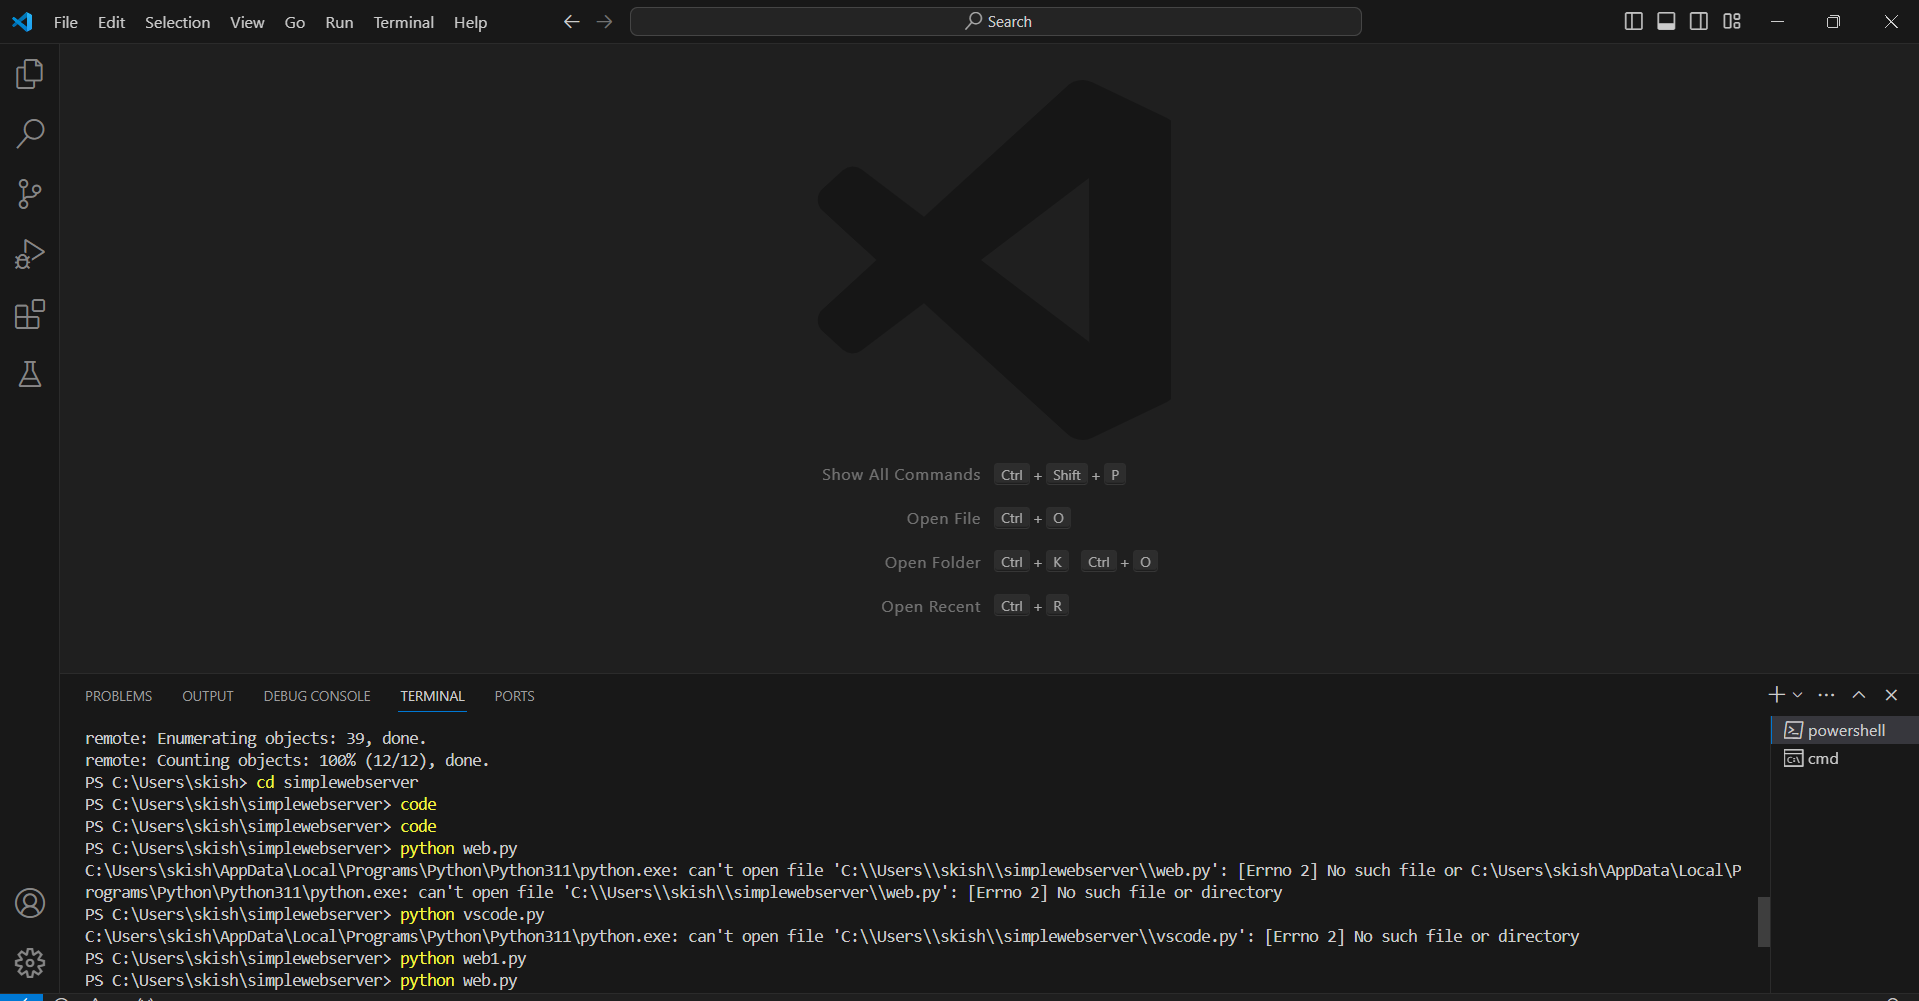 File Edit Selection View Go Run Terminal Help
Search
Show All Commands Ctrl + Shift + P
Open File Ctrl + O
Open Folder Ctrl + K Ctrl + O
Open Recent Ctrl + R
PROBLEMS OUTPUT DEBUG CONSOLE TERMINAL PORTS
powershell
cmd
remote: Enumerating objects: 39, done.
remote: Counting objects: 100% (12/12), done.
PS C:\Users\skish> cd simplewebserver
PS C:\Users\skish\simplewebserver> code
PS C:\Users\skish\simplewebserver> code
PS C:\Users\skish\simplewebserver> python web.py
C:\Users\skish\AppData\Local\Programs\Python\Python311\python.exe: can't open file 'C:\\Users\\skish\\simplewebserver\\web.py': [Errno 2] No such file or C:\Users\skish\AppData\Local\P
rograms\Python\Python311\python.exe: can't open file 'C:\\Users\\skish\\simplewebserver\\web.py': [Errno 2] No such file or directory
PS C:\Users\skish\simplewebserver> python vscode.py
C:\Users\skish\AppData\Local\Programs\Python\Python311\python.exe: can't open file 'C:\\Users\\skish\\simplewebserver\\vscode.py': [Errno 2] No such file or directory
PS C:\Users\skish\simplewebserver> python web1.py
PS C:\Users\skish\simplewebserver> python web.py